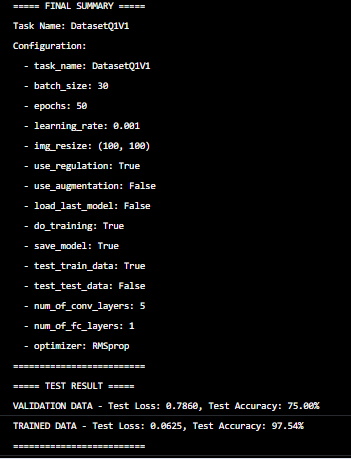 ===== FINAL SUMMARY =====
Task Name: DatasetQ1V1
Configuration:
- task_name: DatasetQ1V1
- batch_size: 30
- epochs: 50
- learning_rate: 0.001
- img_resize: (100, 100)
- use_regulation: True
- use_augmentation: False
- load_last_model: False
- do_training: True
- save_model: True
- test_train_data: True
- test_test_data: False
- num_of_conv_layers: 5
- num_of_fc_layers: 1
- optimizer: RMSprop
=========================
===== TEST RESULT =====
VALIDATION DATA - Test Loss: 0.7860, Test Accuracy: 75.00%
TRAINED DATA - Test Loss: 0.0625, Test Accuracy: 97.54%
=========================